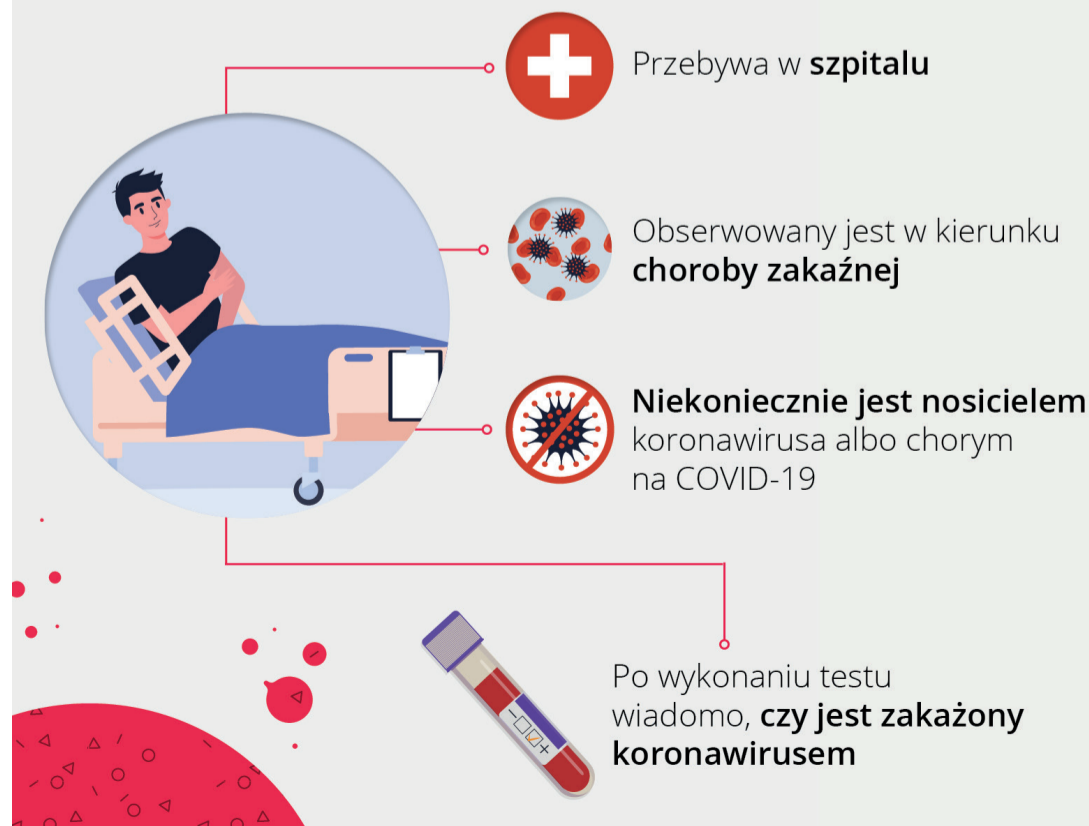 Przebywa w szpitalu
Obserwowany jest w kierunku
choroby zakaźnej
Niekoniecznie jest nosicielem
koronawirusa albo chorym
na COVID-19
Po wykonaniu testu
wiadomo, czy jest zakażony
koronawirusem